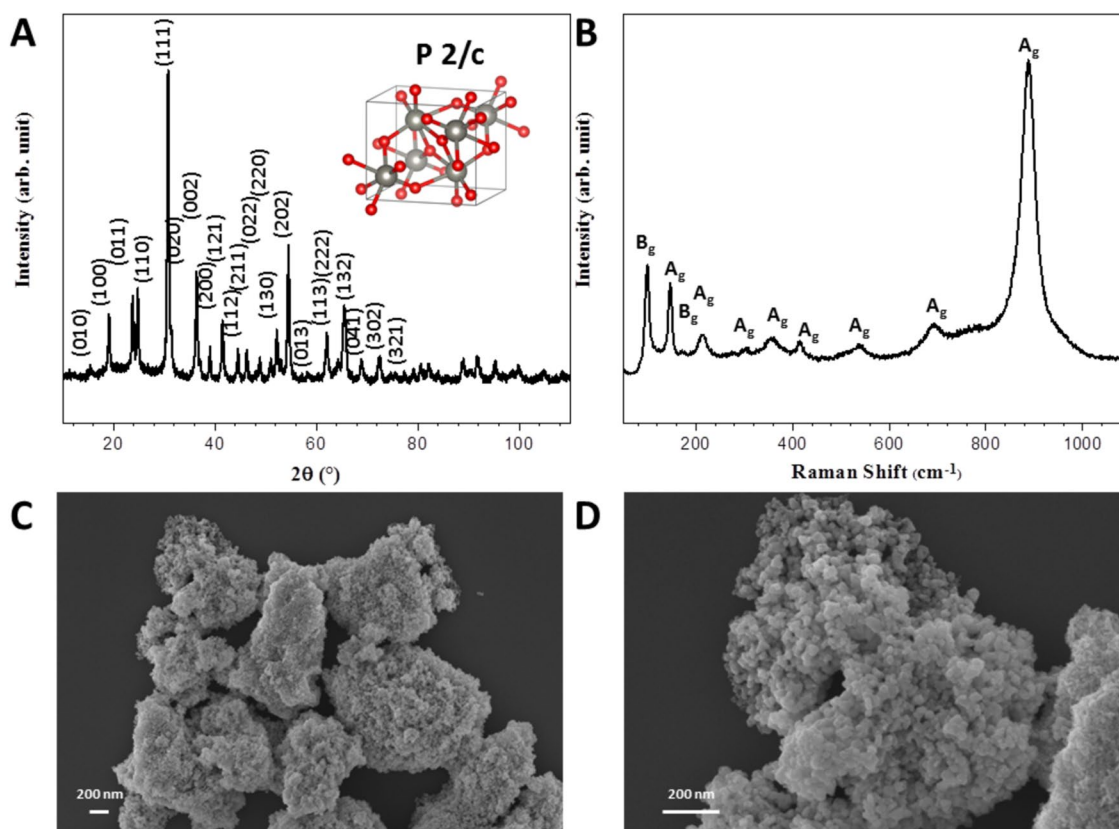 A
P 2/c
Intensity (arb. unit)
(010)
(100)
(011)
(110)
(111)
(020)
(002)
(200)
(121)
(112)
(211)
(022)
(220)
(130)
(202)
(013)
(113)
(222)
(132)
(041)
(302)
(321)
20
40
60
80
100
2θ (°)
B
Intensity (arb. unit)
Bg
Ag
Bg
Ag
Ag
Ag
Ag
Ag
Ag
Ag
200
400
600
800
1000
Raman Shift (cm-1)
C
200 nm
D
200 nm